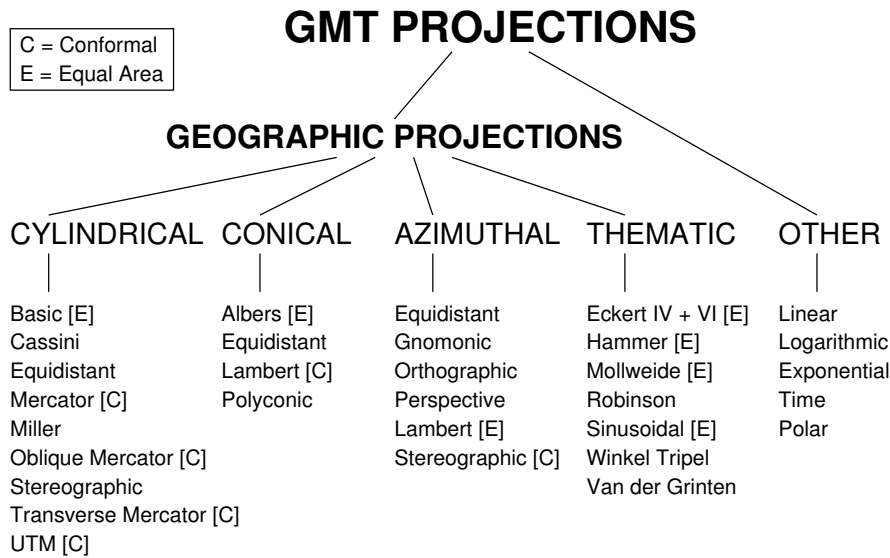 GMT PROJECTIONS
C = Conformal
E = Equal Area
GEOGRAPHIC PROJECTIONS
CYLINDRICAL
Basic [E]
Cassini
Equidistant
Mercator [C]
Miller
Oblique Mercator [C]
Stereographic
Transverse Mercator [C]
UTM [C]
CONICAL
Albers [E]
Equidistant
Lambert [C]
Polyconic
AZIMUTHAL
Equidistant
Gnomonic
Orthographic
Perspective
Lambert [E]
Stereographic [C]
THEMATIC
Eckert IV + VI [E]
Hammer [E]
Mollweide [E]
Robinson
Sinusoidal [E]
Winkel Tripel
Van der Grinten
OTHER
Linear
Logarithmic
Exponential
Time
Polar